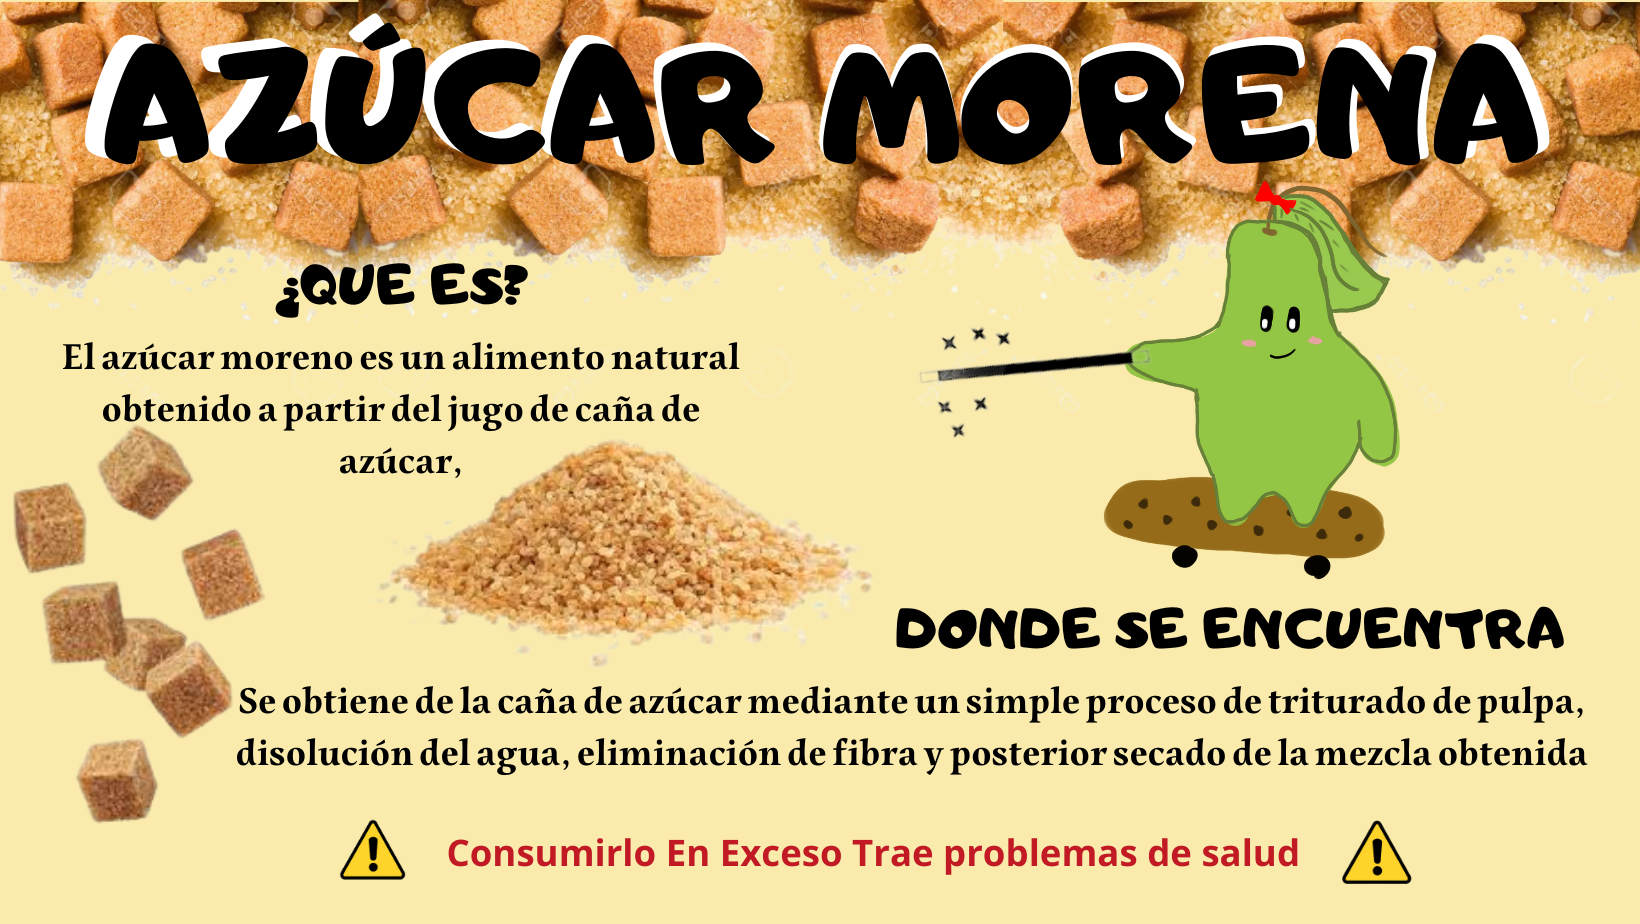 AZÚCAR MORENA
¿QUE ES?
El azúcar moreno es un alimento natural
obtenido a partir del jugo de caña de
azúcar,
DONDE SE ENCUENTRA
Se obtiene de la caña de azúcar mediante un simple proceso de triturado de pulpa,
disolución del agua, eliminación de fibra y posterior secado de la mezcla obtenida
Consumirlo En Exceso Trae problemas de salud